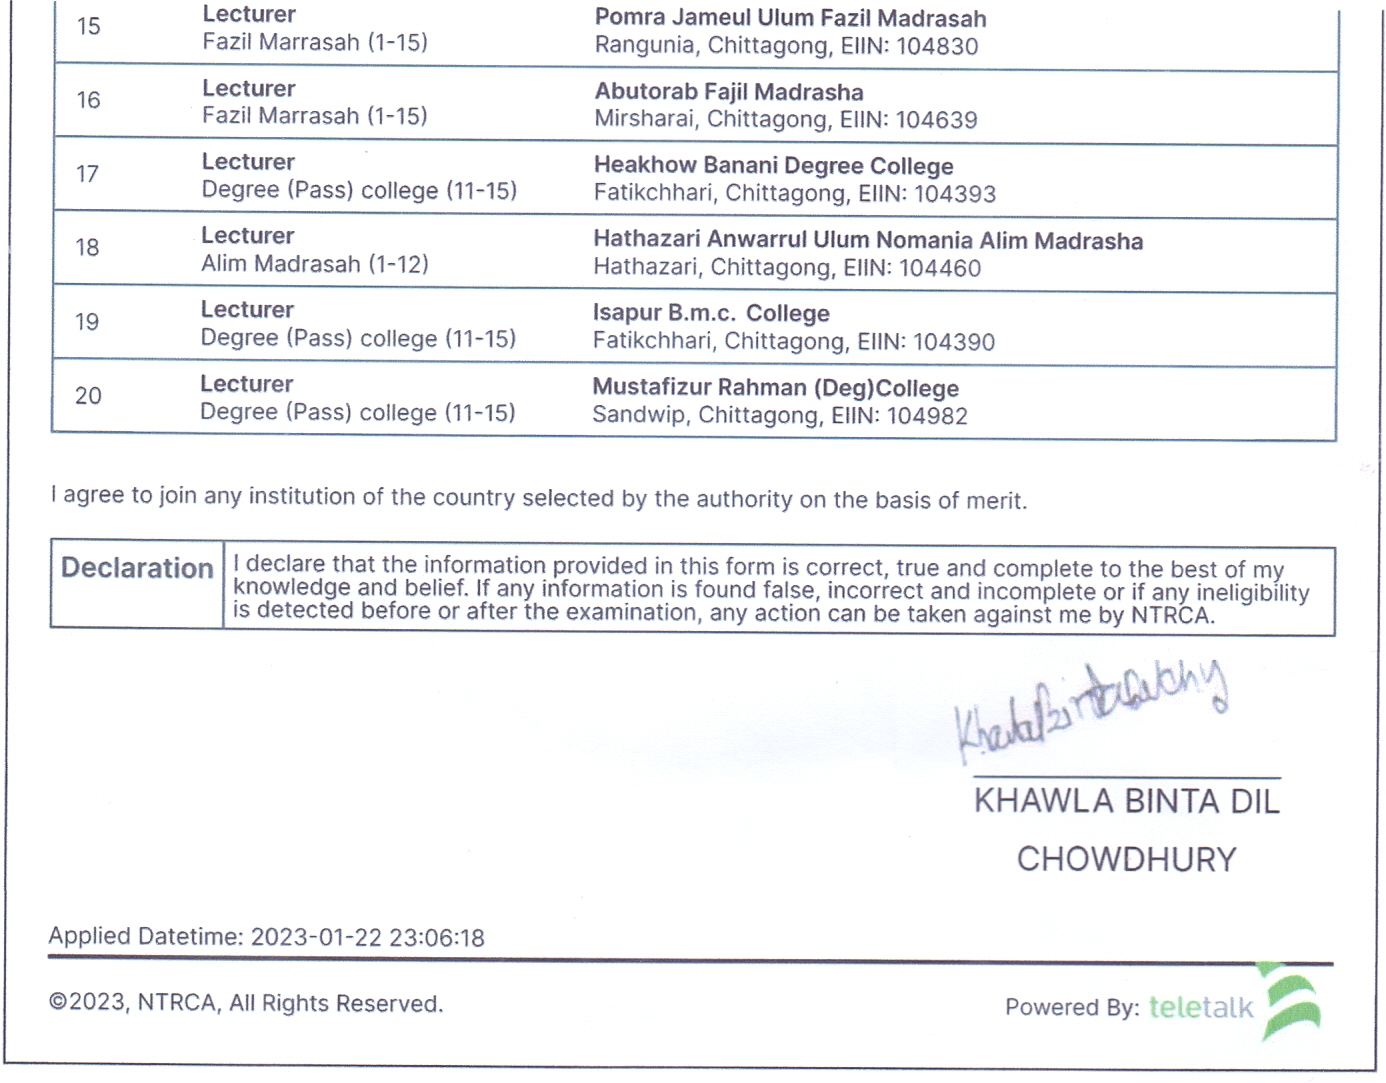 15
Lecturer
Fazil Marrasah (1-15)
Pomra Jameul Ulum Fazil Madrasah
Rangunia, Chittagong, EIIN: 104830
16
Lecturer
Fazil Marrasah (1-15)
Abutorab Fajil Madrasha
Mirsharai, Chittagong, EIIN: 104639
17
Lecturer
Degree (Pass) college (11-15)
Heakhow Banani Degree College
Fatikchhari, Chittagong, EIIN: 104393
18
Lecturer
Alim Madrasah (1-12)
Hathazari Anwarrul Ulum Nomania Alim Madrasha
Hathazari, Chittagong, EIIN: 104460
19
Lecturer
Degree (Pass) college (11-15)
Isapur B.m.c. College
Fatikchhari, Chittagong, EIIN: 104390
20
Lecturer
Degree (Pass) college (11-15)
Mustafizur Rahman (Deg)College
Sandwip, Chittagong, EIIN: 104982
I agree to join any institution of the country selected by the authority on the basis of merit.
Declaration
I declare that the information provided in this form is correct, true and complete to the best of my
knowledge and belief. If any information is found false, incorrect and incomplete or if any ineligibility
is detected before or after the examination, any action can be taken against me by NTRCA.
KHAWLA BINTA DIL
CHOWDHURY
Applied Datetime: 2023-01-22 23:06:18
©2023, NTRCA, All Rights Reserved.
Powered By: teletalk